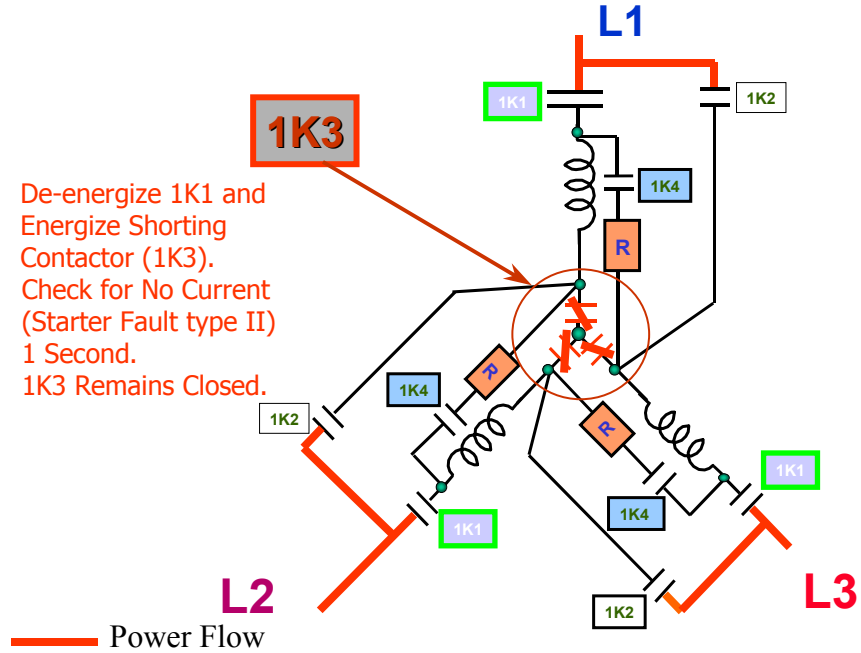 L1
1K1
1K2
1K3
1K4
De-energize 1K1 and
Energize Shorting
Contactor (1K3).
Check for No Current
(Starter Fault type II)
1 Second.
1K3 Remains Closed.
R
R
1K4
1K2
R
1K1
1K4
1K1
L2
L3
1K2
Power Flow